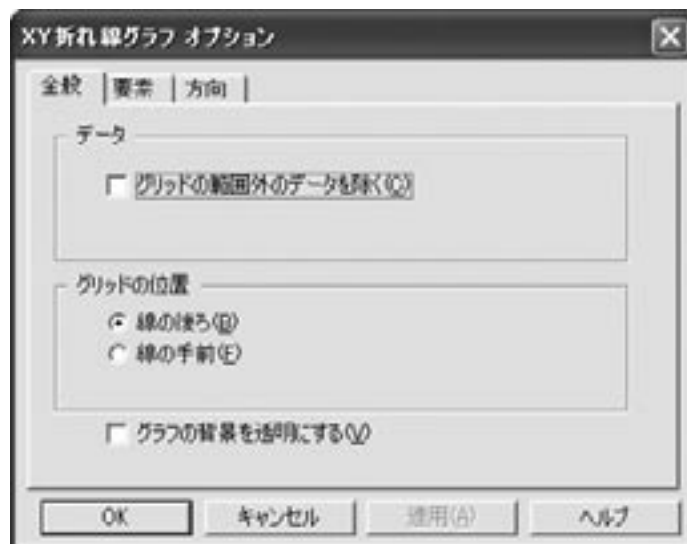 XY折れ線グラフ オプション
全般 要素 方向
データ
グリッドの範囲外のデータを除く(C)
グリッドの位置
線の後ろ(B)
線の手前(F)
グラフの背景を透明にする(V)
OK キャンセル 適用(A) ヘルプ